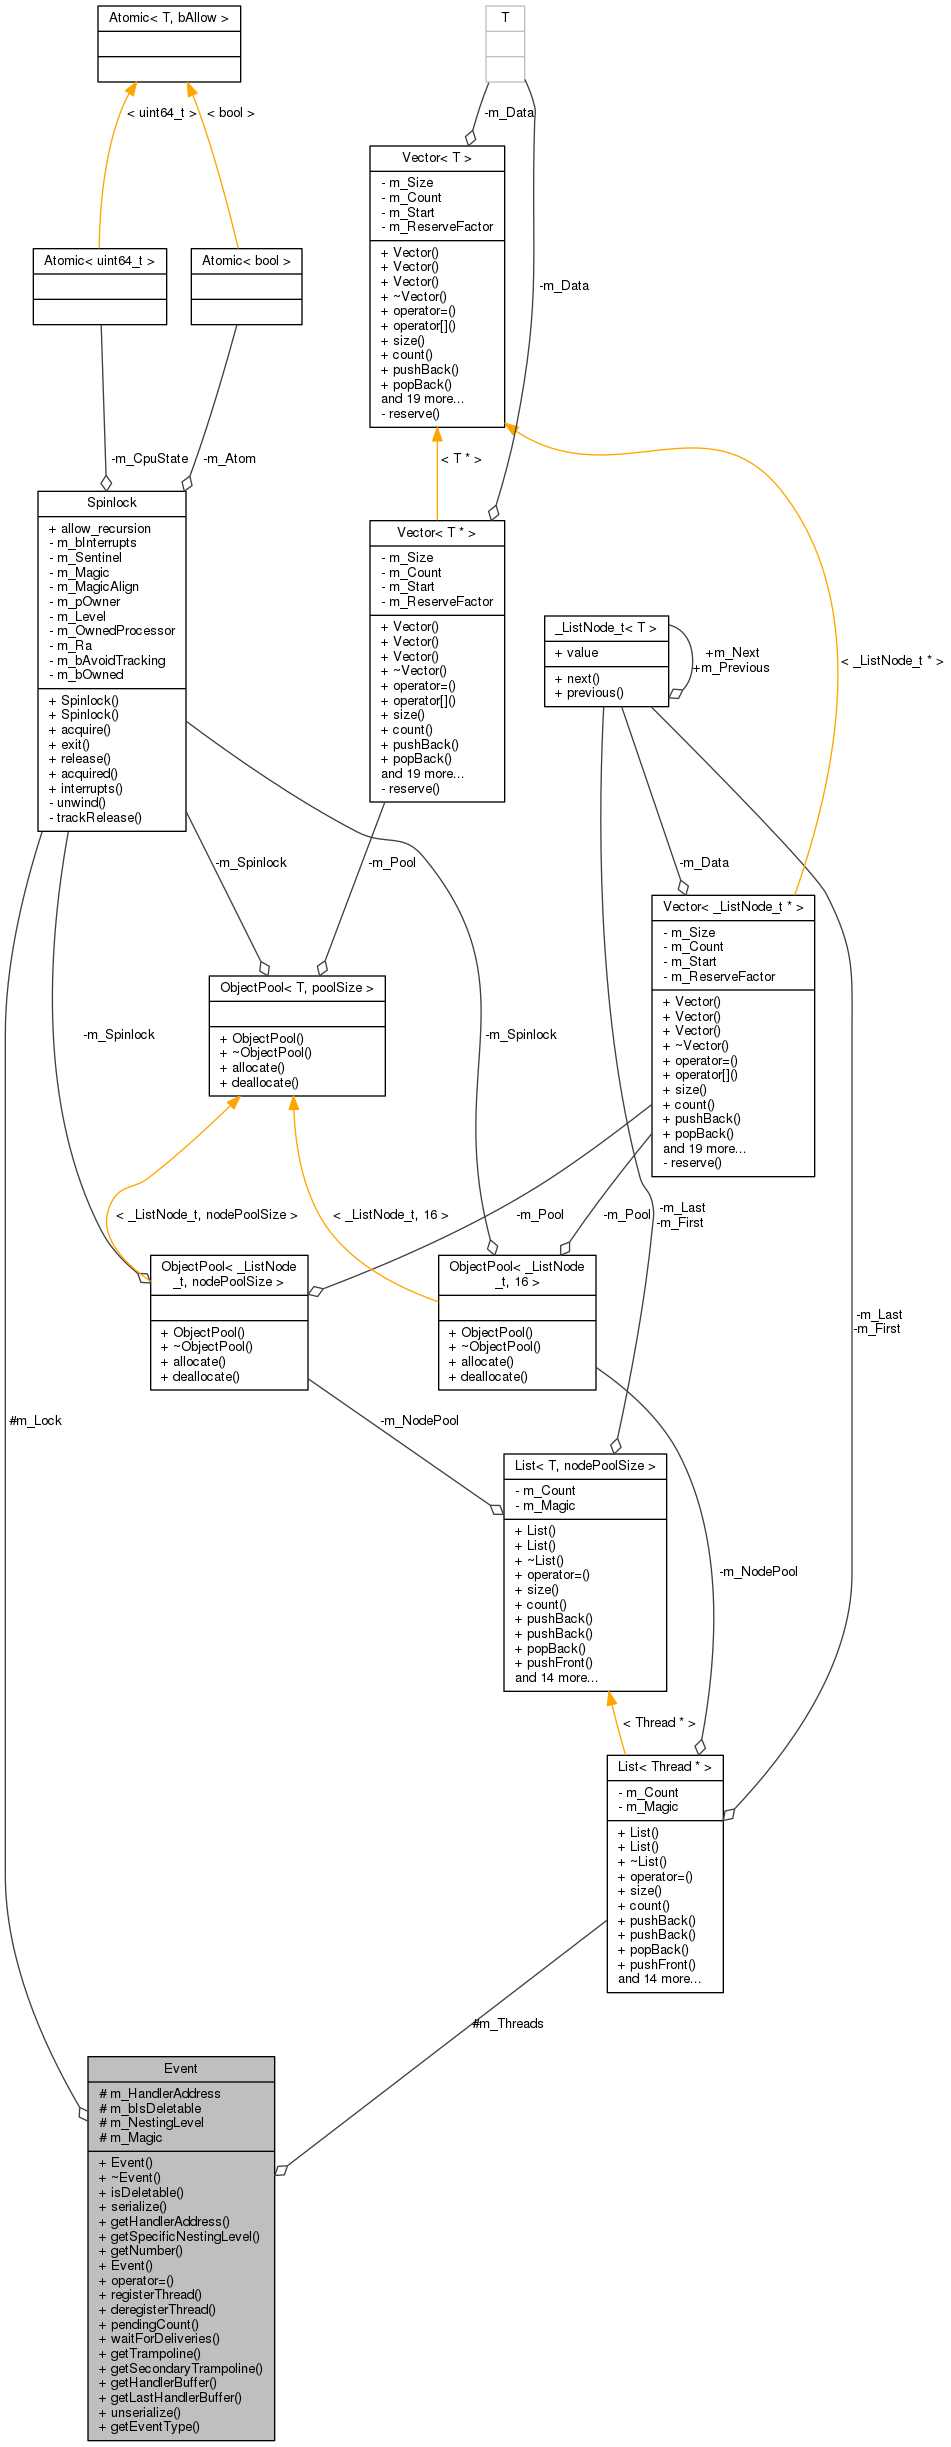 Atomic< T, bAllow >
T
< uint64_t >
< bool >
-m_Data
Vector< T >
- m_Size
- m_Count
- m_Start
- m_ReserveFactor
+ Vector()
+ Vector()
+ Vector()
+ ~Vector()
+ operator=()
+ operator[]()
+ size()
+ count()
+ pushBack()
+ popBack()
and 19 more...
- reserve()
Atomic< uint64_t >
Atomic< bool >
-m_Data
-m_CpuState
-m_Atom
< T * >
Spinlock
+ allow_recursion
- m_bInterrupts
- m_Sentinel
- m_Magic
- m_MagicAlign
- m_pOwner
- m_Level
- m_OwnedProcessor
- m_Ra
- m_bAvoidTracking
- m_bOwned
+ Spinlock()
+ Spinlock()
+ acquire()
+ exit()
+ release()
+ acquired()
+ interrupts()
- unwind()
- trackRelease()
Vector< T * >
- m_Size
- m_Count
- m_Start
- m_ReserveFactor
+ Vector()
+ Vector()
+ Vector()
+ ~Vector()
+ operator=()
+ operator[]()
+ size()
+ count()
+ pushBack()
+ popBack()
and 19 more...
- reserve()
_ListNode_t< T >
+ value
+ next()
+ previous()
+m_Next
+m_Previous
< _ListNode_t * >
-m_Spinlock
-m_Pool
-m_Data
Vector< _ListNode_t * >
- m_Size
- m_Count
- m_Start
- m_ReserveFactor
+ Vector()
+ Vector()
+ Vector()
+ ~Vector()
+ operator=()
+ operator[]()
+ size()
+ count()
+ pushBack()
+ popBack()
and 19 more...
- reserve()
ObjectPool< T, poolSize >
+ ObjectPool()
+ ~ObjectPool()
+ allocate()
+ deallocate()
-m_Spinlock
-m_Spinlock
< _ListNode_t, nodePoolSize >
< _ListNode_t, 16 >
-m_Pool
-m_Pool
-m_Last
-m_First
ObjectPool< _ListNode
_t, nodePoolSize >
+ ObjectPool()
+ ~ObjectPool()
+ allocate()
+ deallocate()
ObjectPool< _ListNode
_t, 16 >
+ ObjectPool()
+ ~ObjectPool()
+ allocate()
+ deallocate()
-m_Last
-m_First
#m_Lock
-m_NodePool
List< T, nodePoolSize >
- m_Count
- m_Magic
+ List()
+ List()
+ ~List()
+ operator=()
+ size()
+ count()
+ pushBack()
+ pushBack()
+ popBack()
+ pushFront()
and 14 more...
-m_NodePool
< Thread * >
List< Thread * >
- m_Count
- m_Magic
+ List()
+ List()
+ ~List()
+ operator=()
+ size()
+ count()
+ pushBack()
+ pushBack()
+ popBack()
+ pushFront()
and 14 more...
#m_Threads
Event
# m_HandlerAddress
# m_bIsDeletable
# m_NestingLevel
# m_Magic
+ Event()
+ ~Event()
+ isDeletable()
+ serialize()
+ getHandlerAddress()
+ getSpecificNestingLevel()
+ getNumber()
+ Event()
+ operator=()
+ registerThread()
+ deregisterThread()
+ pendingCount()
+ waitForDeliveries()
+ getTrampoline()
+ getSecondaryTrampoline()
+ getHandlerBuffer()
+ getLastHandlerBuffer()
+ unserialize()
+ getEventType()